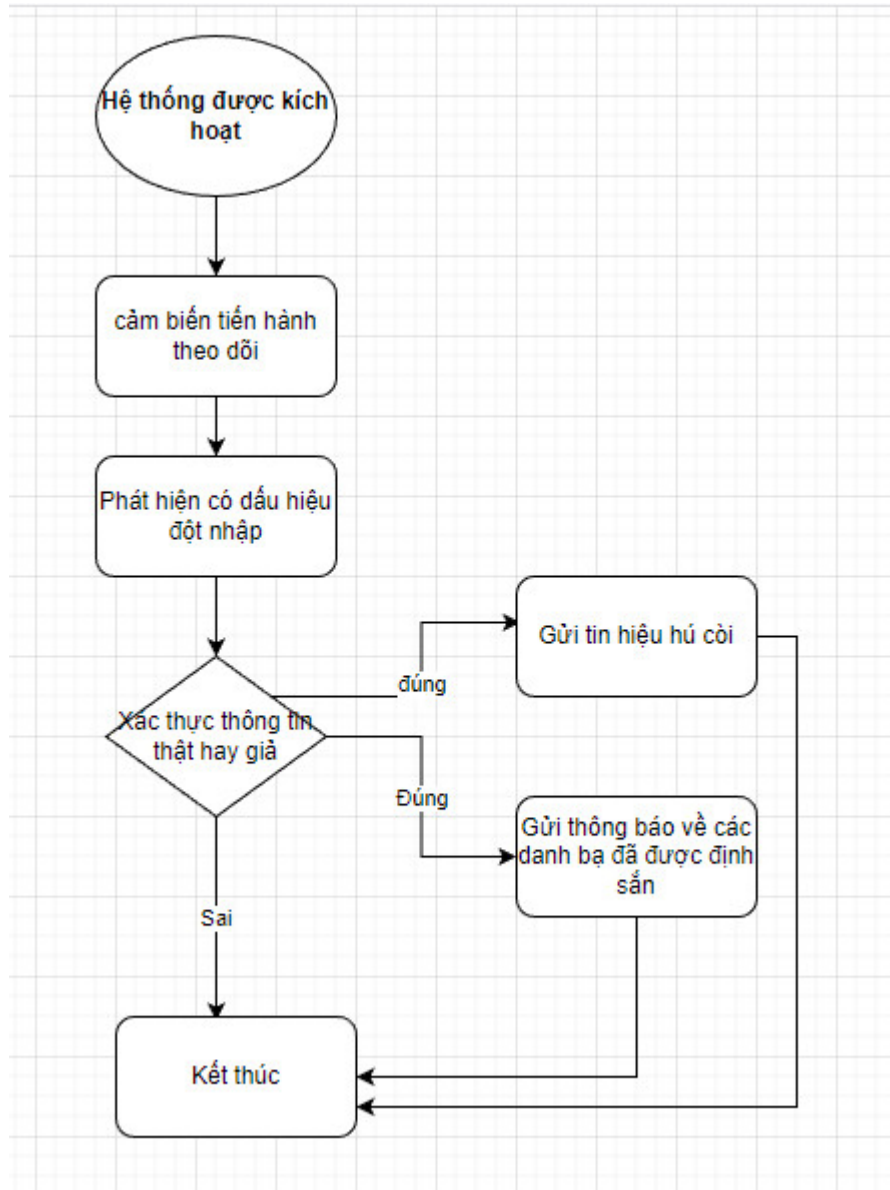 Hệ thống được kích
hoạt
cảm biến tiến hành
theo dõi
Phát hiện có dấu hiệu
đột nhập
Xác thực thông tin
thật hay giả
đúng
Gửi tin hiệu hú còi
Đúng
Gửi thông báo về các
danh bạ đã được định
sắn
Sai
Kết thúc